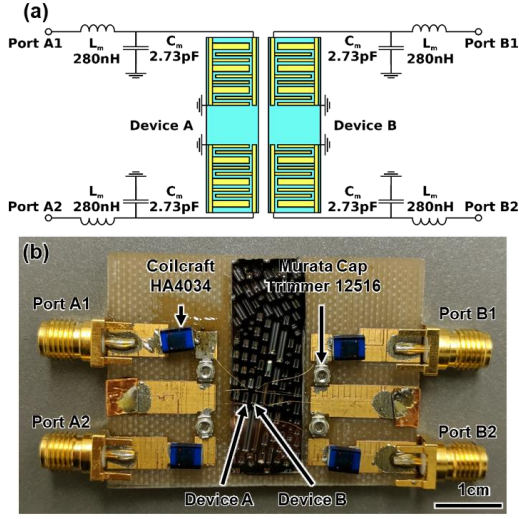 (a)
Port A1
Lm
280nH
Cm
2.73pF
Cm
2.73pF
Lm
280nH
Port B1
Device A
Device B
Port A2
Lm
280nH
Cm
2.73pF
Cm
2.73pF
Lm
280nH
Port B2
(b)
Coilcraft
HA4034
Murata Cap
Trimmer 12516
Port A1
Port B1
Port A2
Port B2
Device A
Device B
1cm